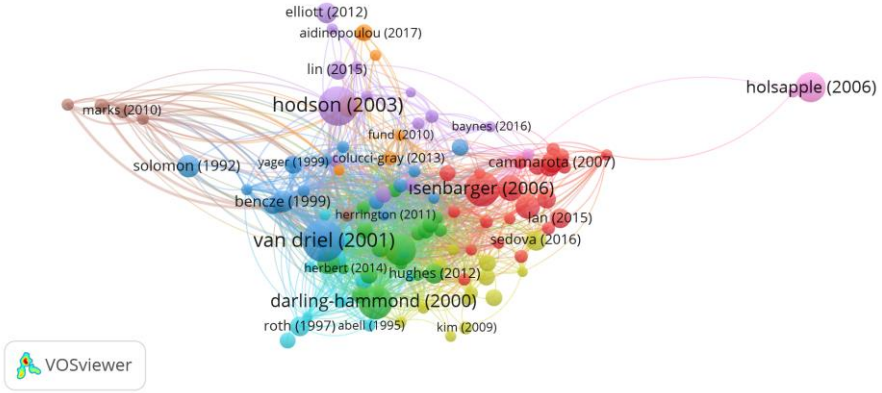 elliott (2012)
aidinopoulou (2017)
lin (2015)
holsapple (2006)
hodson (2003)
marks (2010)
baynes (2016)
fund (2010)
solomon (1992)
yager (1999)
colucci-gray (2013)
cammarota (2007)
isenbarger (2006)
bencze (1999)
herrington (2011)
lan (2015)
van driel (2001)
sedova (2016)
herbert (2014)
hughes (2012)
darling-hammond (2000)
roth (1997)
abell (1995)
kim (2009)
VOSviewer